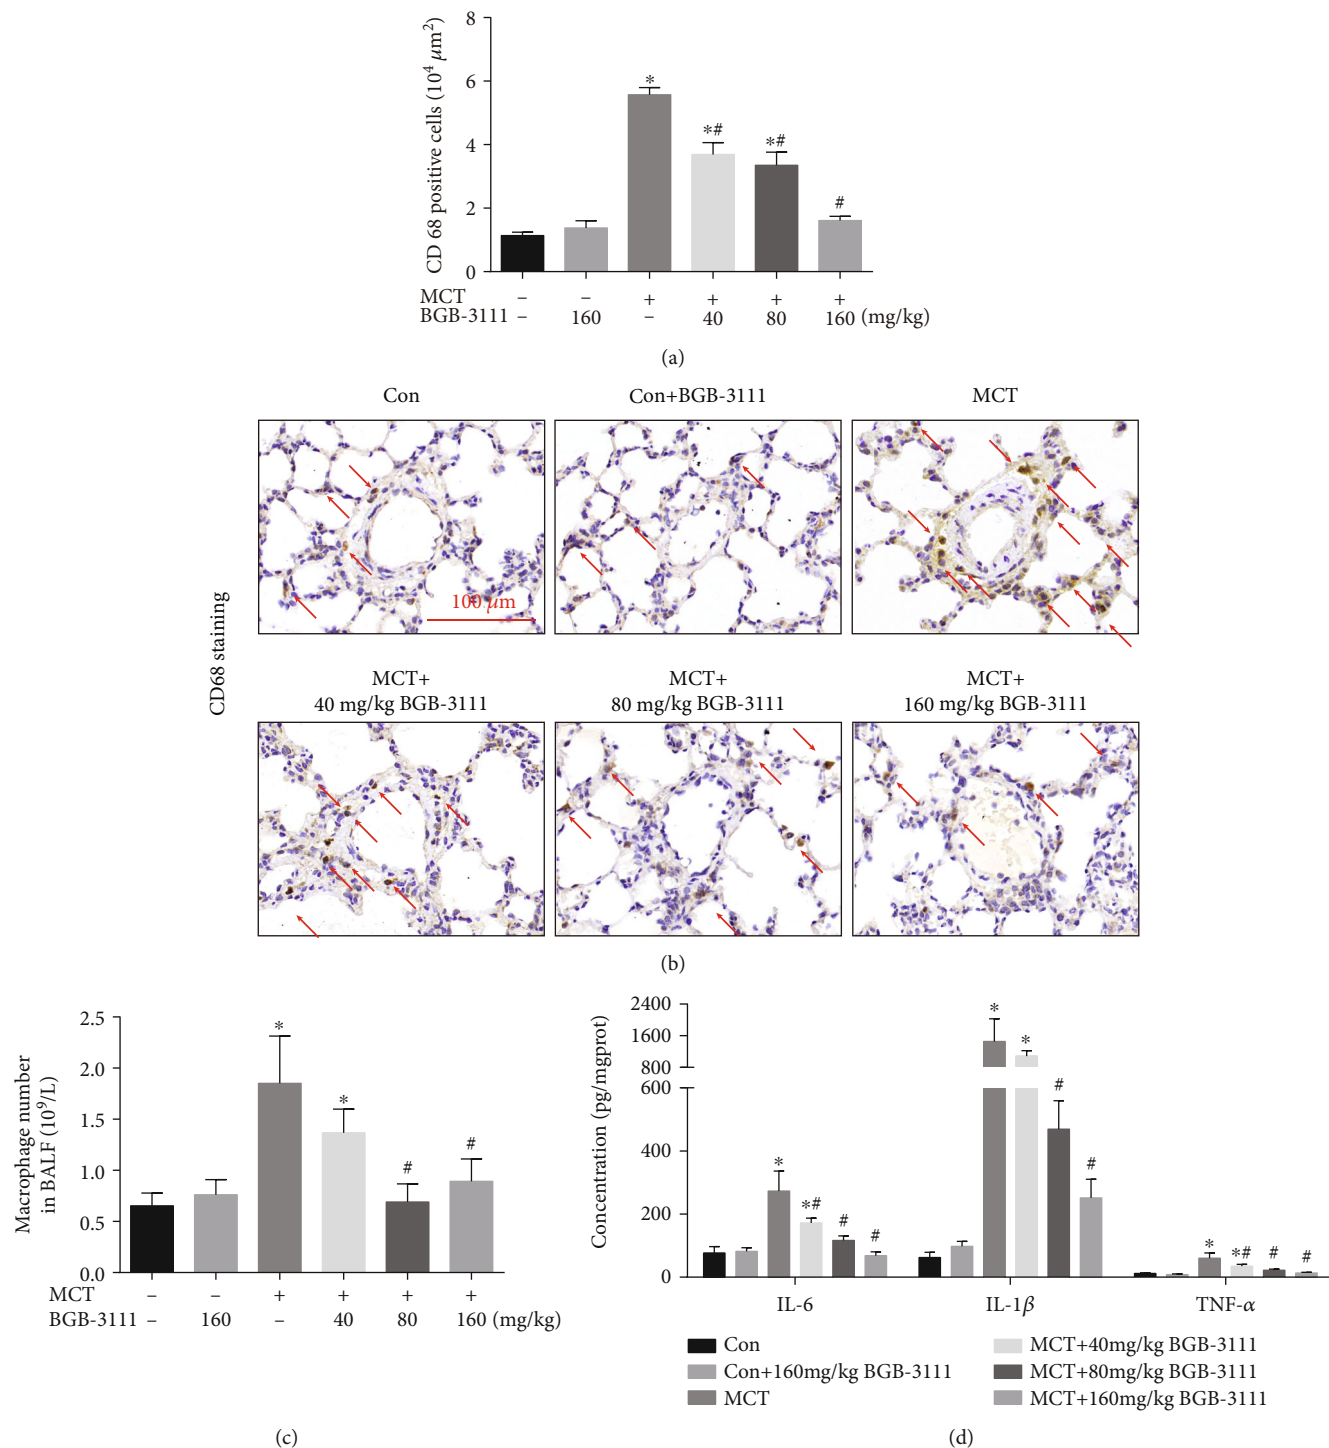 8
6
4
2
0
CD 68 positive cells (10⁴ μm²)
*
*#
*#
#
MCT – – + + + +
BGB-3111 – 160 – 40 80 160 (mg/kg)
(a)
Con
Con+BGB-3111
MCT
100 μm
CD68 staining
MCT+
40 mg/kg BGB-3111
MCT+
80 mg/kg BGB-3111
MCT+
160 mg/kg BGB-3111
(b)
2.5
2.0
1.5
1.0
0.5
0.0
Macrophage number
in BALF (10⁹/L)
*
*
#
#
MCT – – + + + +
BGB-3111 – 160 – 40 80 160 (mg/kg)
(c)
2400
1600
800
600
400
200
0
Concentration (pg/mgprot)
*
*#
#
#
*
*
#
#
*
*#
#
#
IL-6
IL-1β
TNF-α
Con
Con+160mg/kg BGB-3111
MCT
MCT+40mg/kg BGB-3111
MCT+80mg/kg BGB-3111
MCT+160mg/kg BGB-3111
(d)